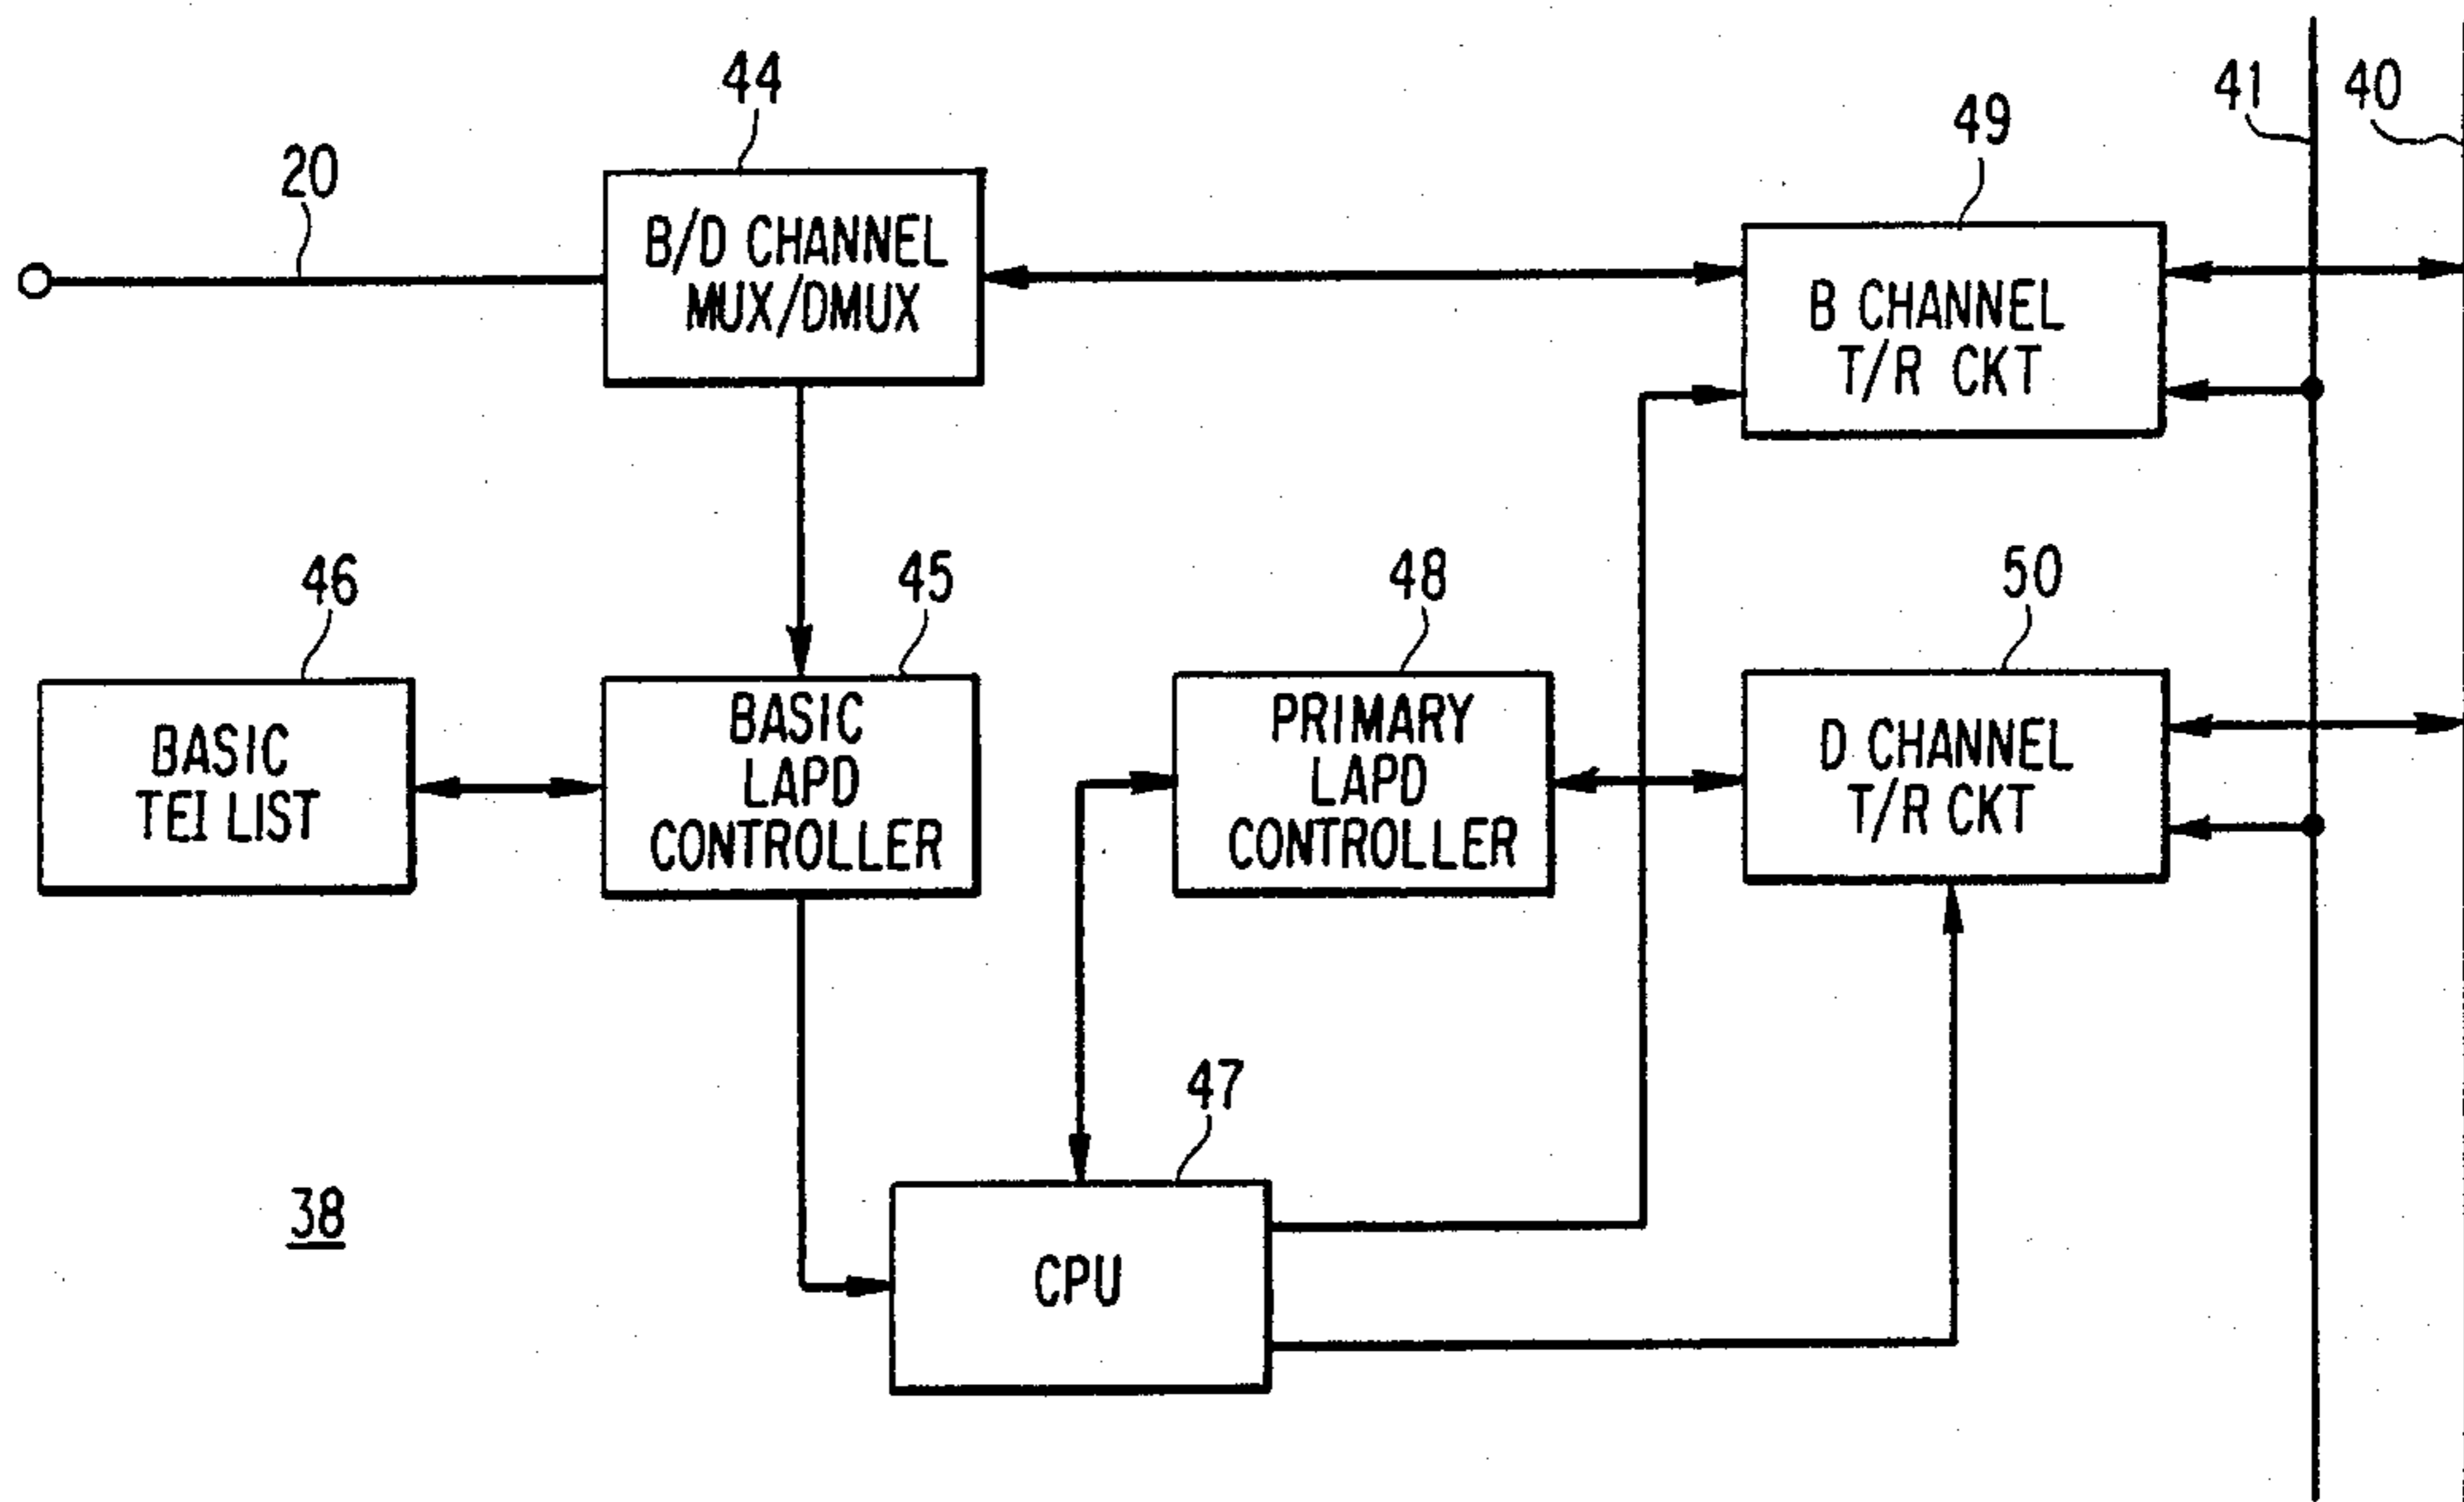 44
41
40
49
20
B/D CHANNEL
MUX/DMUX
B CHANNEL
T/R CKT
46
45
48
50
BASIC
TEI LIST
BASIC
LAPD
CONTROLLER
PRIMARY
LAPD
CONTROLLER
D CHANNEL
T/R CKT
47
38
CPU